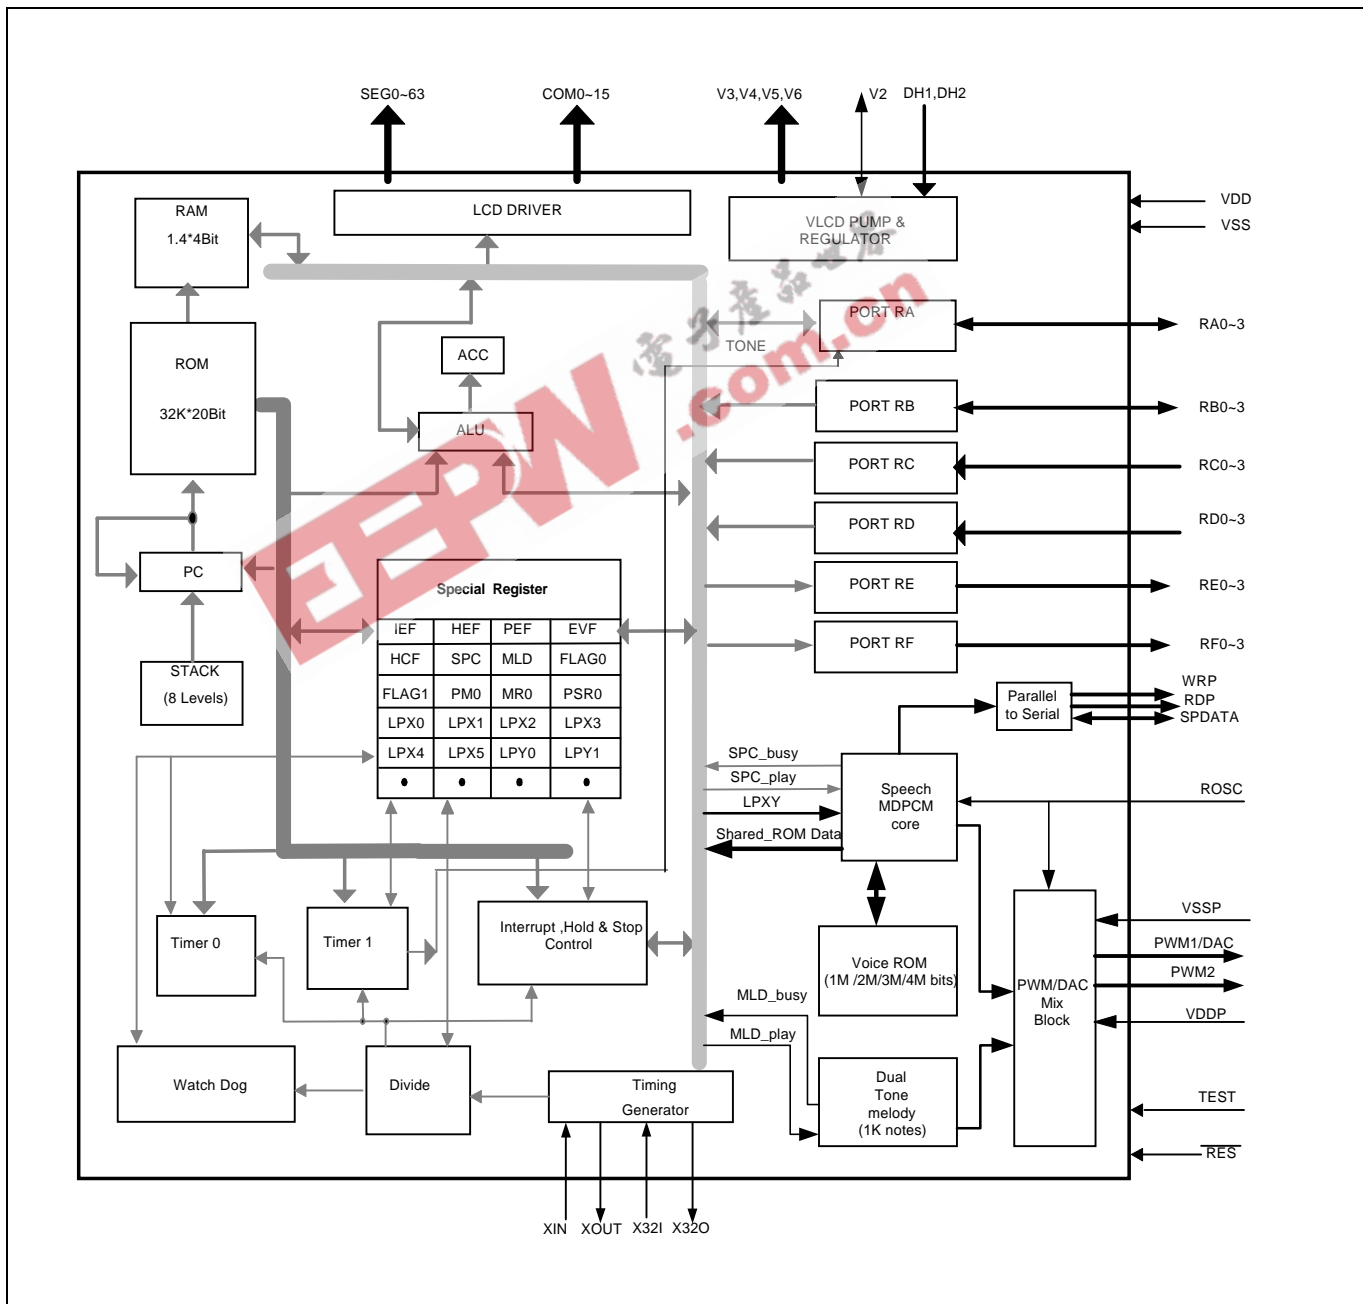 SEG0~63
COM0~15
V3,V4,V5,V6
V2
DH1,DH2
RAM
1.4*4Bit
LCD DRIVER
VLCD PUMP &
REGULATOR
VDD
VSS
ROM
32K*20Bit
ACC
ALU
TONE
PORT RA
RA0~3
PORT RB
RB0~3
PORT RC
RC0~3
PORT RD
RD0~3
PORT RE
RE0~3
PORT RF
RF0~3
PC
STACK
(8 Levels)
Special Register
IEF HEF PEF EVF
HCF SPC MLD FLAG0
FLAG1 PM0 MR0 PSR0
LPX0 LPX1 LPX2 LPX3
LPX4 LPX5 LPY0 LPY1
Parallel
to Serial
WRP
RDP
SPDATA
SPC_busy
SPC_play
LPXY
Shared_ROM Data
Speech
MDPCM
core
ROSC
Timer 0
Timer 1
Interrupt ,Hold & Stop
Control
Voice ROM
(1M /2M/3M/4M bits)
PWM/DAC
Mix
Block
VSSP
PWM1/DAC
PWM2
VDDP
MLD_busy
MLD_play
Watch Dog
Divide
Timing
Generator
Dual
Tone
melody
(1K notes)
TEST
RES
XIN
XOUT
X32I
X32O
EEPW
.com.cn
電子產品世界